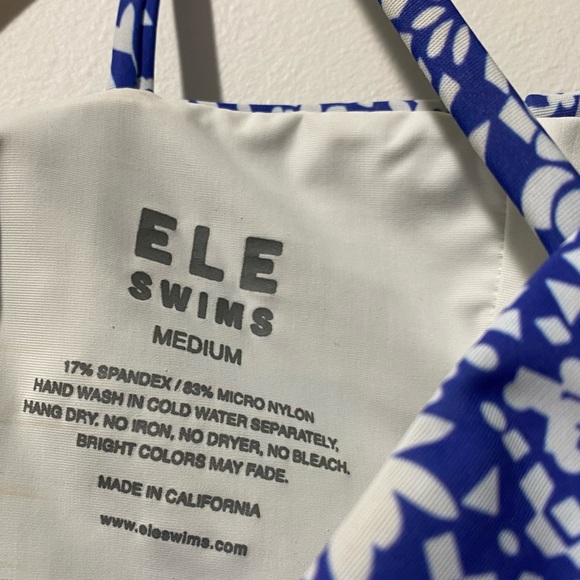 ELE
SWIMS
MEDIUM
17% SPANDEX / 83% MICRO NYLON
HAND WASH IN COLD WATER SEPARATELY,
HANG DRY. NO IRON, NO DRYER, NO BLEACH.
BRIGHT COLORS MAY FADE.
MADE IN CALIFORNIA
www.eleswims.com